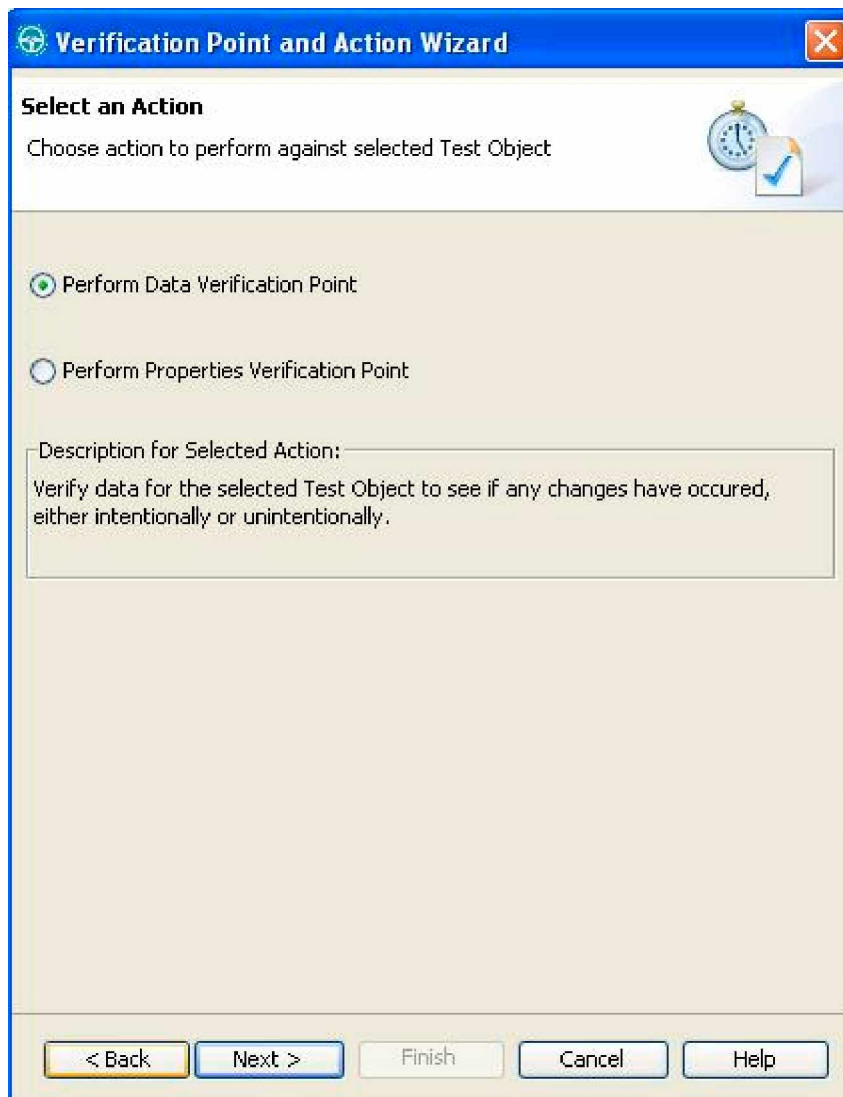 Verification Point and Action Wizard
Select an Action
Choose action to perform against selected Test Object
Perform Data Verification Point
Perform Properties Verification Point
Description for Selected Action:
Verify data for the selected Test Object to see if any changes have occured,
either intentionally or unintentionally.
< Back Next > Finish Cancel Help